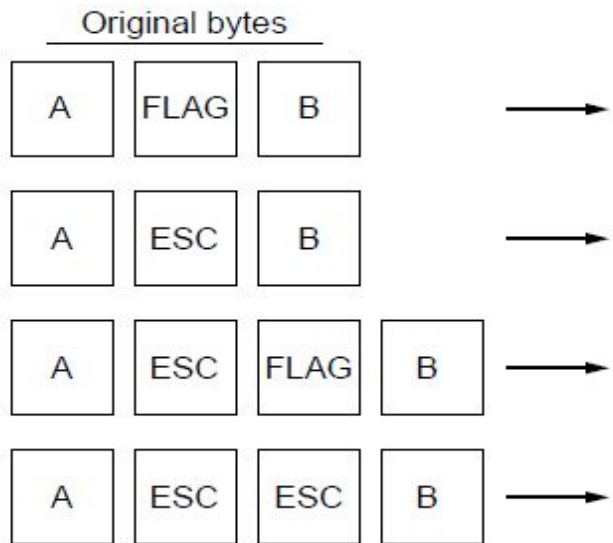 Original bytes
A FLAG B
A ESC B
A ESC FLAG B
A ESC ESC B